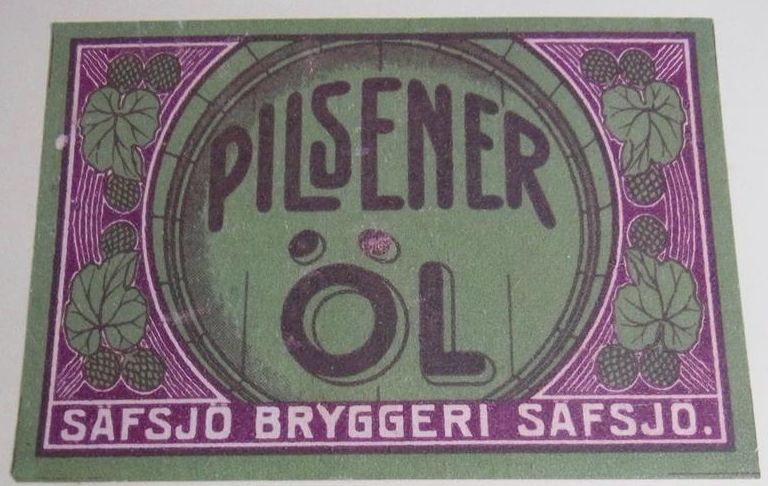 PILSENER
ÖL
SÄFSJÖ BRYGGERI SÄFSJÖ.